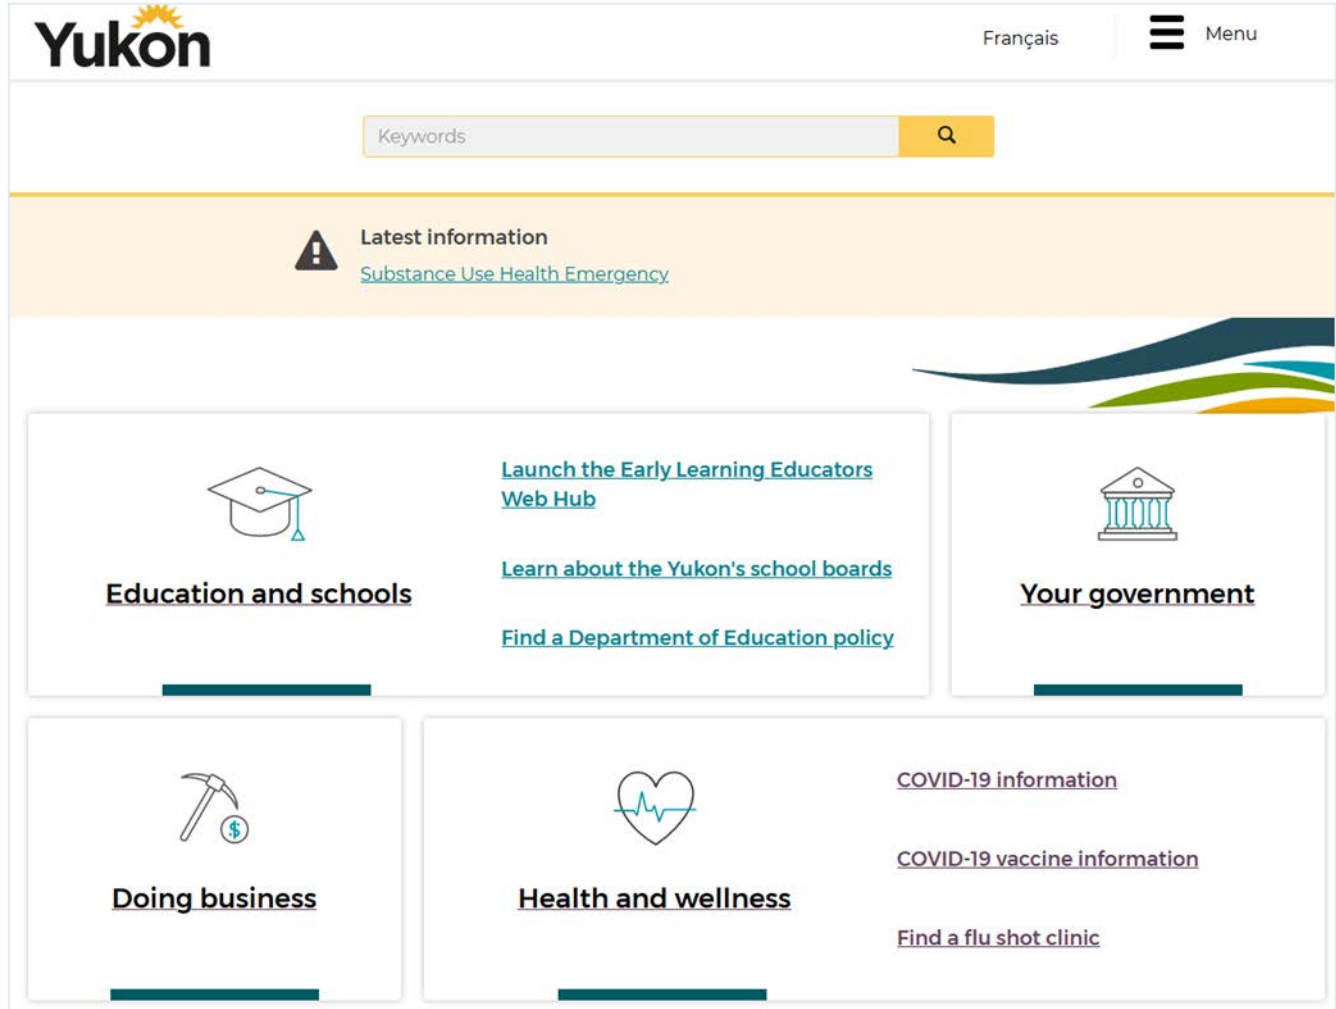 Yukon
Français
Menu
Keywords
Latest information
Substance Use Health Emergency
Education and schools
Launch the Early Learning Educators
Web Hub
Learn about the Yukon's school boards
Find a Department of Education policy
Your government
$
Doing business
Health and wellness
COVID-19 information
COVID-19 vaccine information
Find a flu shot clinic